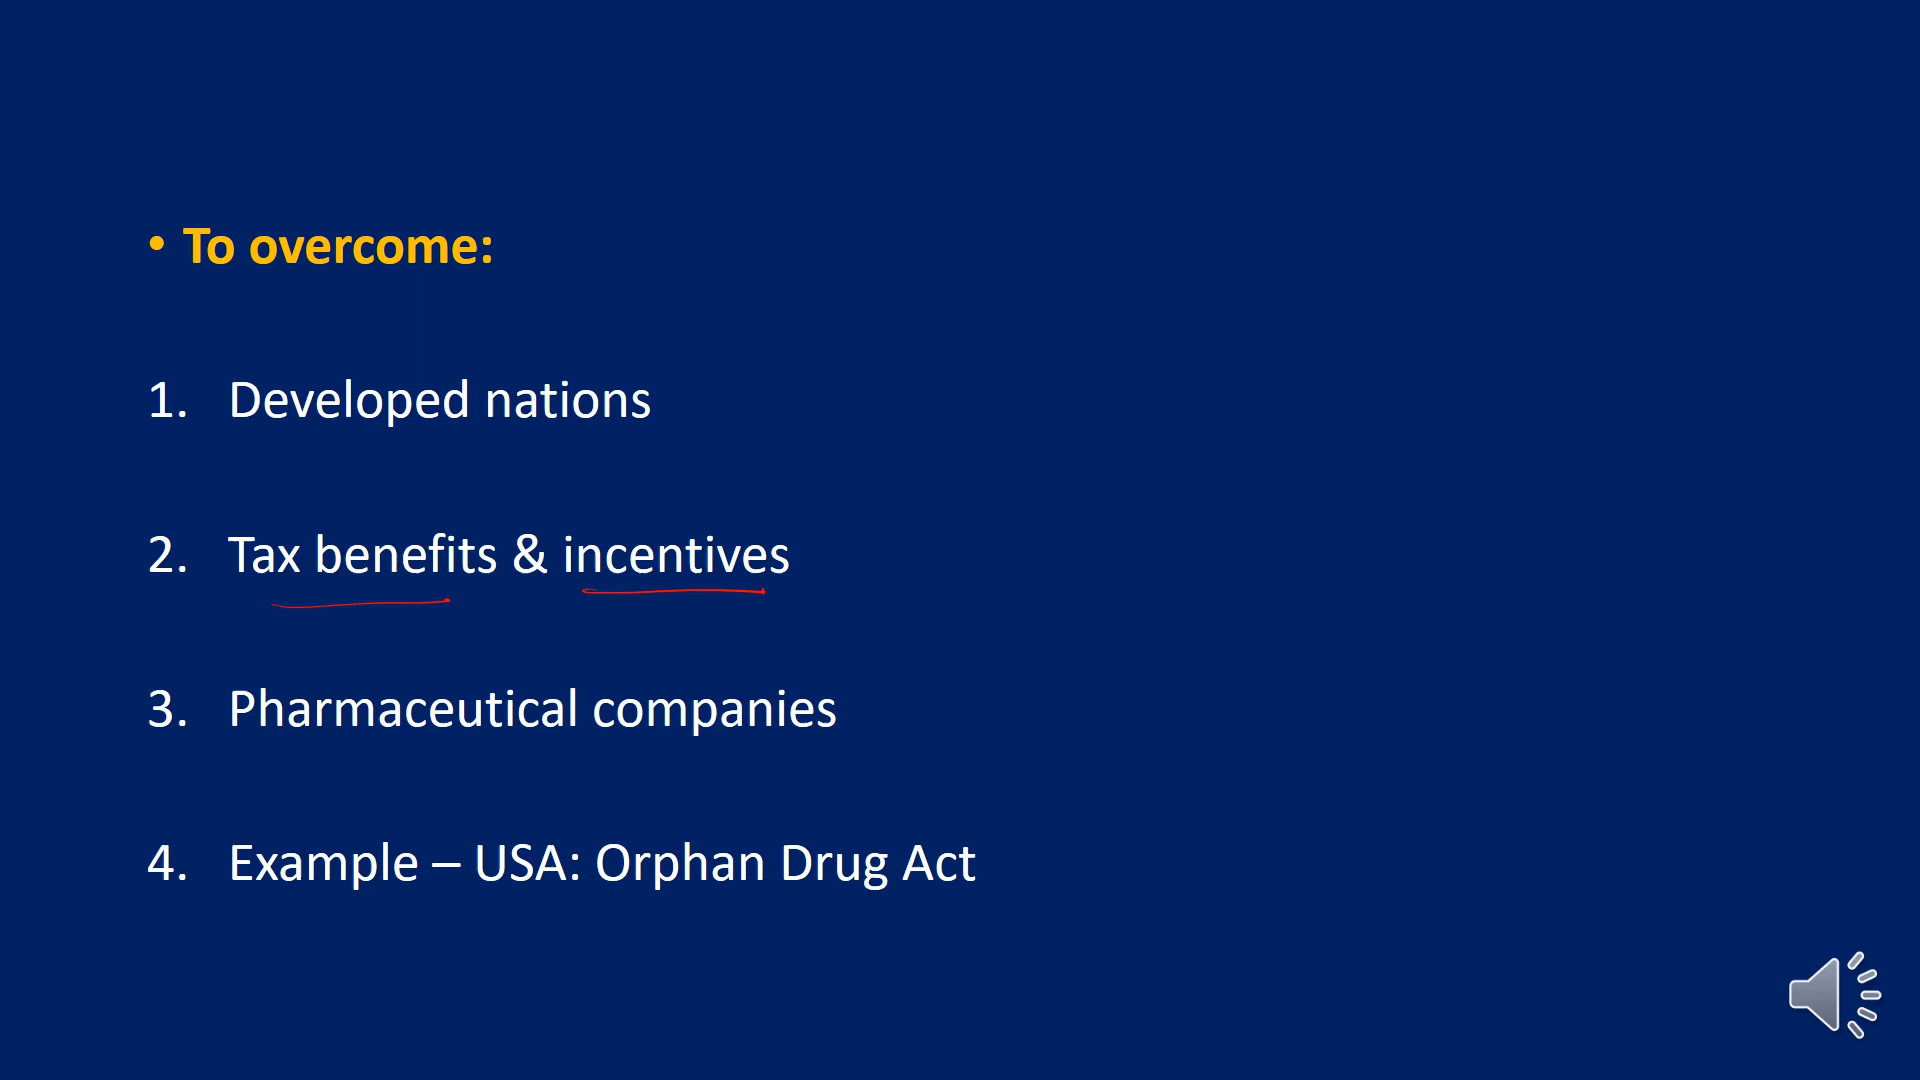 • To overcome:
1. Developed nations
2. Tax benefits & incentives
3. Pharmaceutical companies
4. Example – USA: Orphan Drug Act